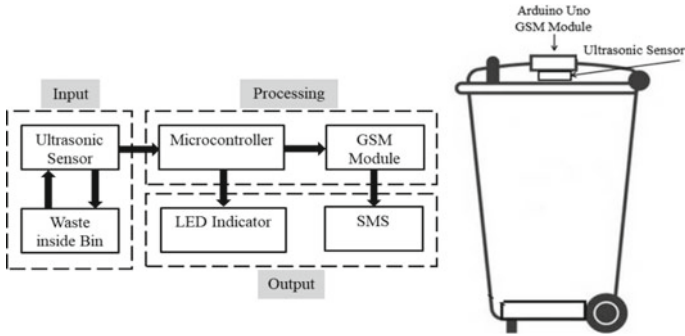 Input
Ultrasonic
Sensor
Waste
inside Bin
Processing
Microcontroller
GSM
Module
LED Indicator
SMS
Output
Arduino Uno
GSM Module
Ultrasonic Sensor